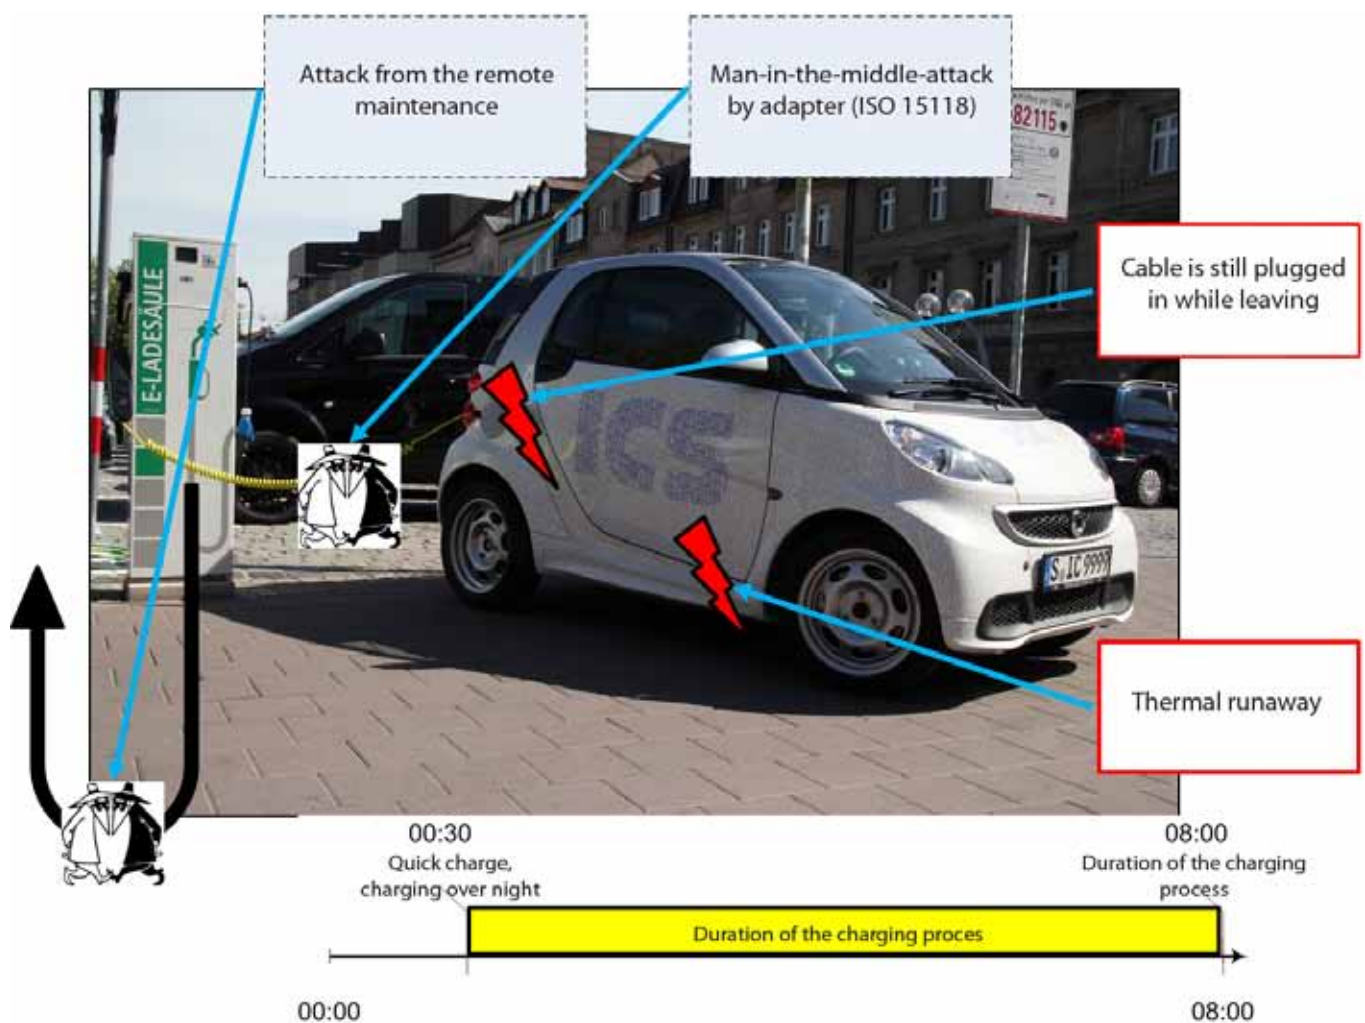 Attack from the remote
maintenance
Man-in-the-middle-attack
by adapter (ISO 15118)
82115
Cable is still plugged
in while leaving
E-LADESÄULE
ICS
S IC 9999
Thermal runaway
00:30
08:00
Quick charge,
charging over night
Duration of the charging
process
Duration of the charging proces
00:00
08:00